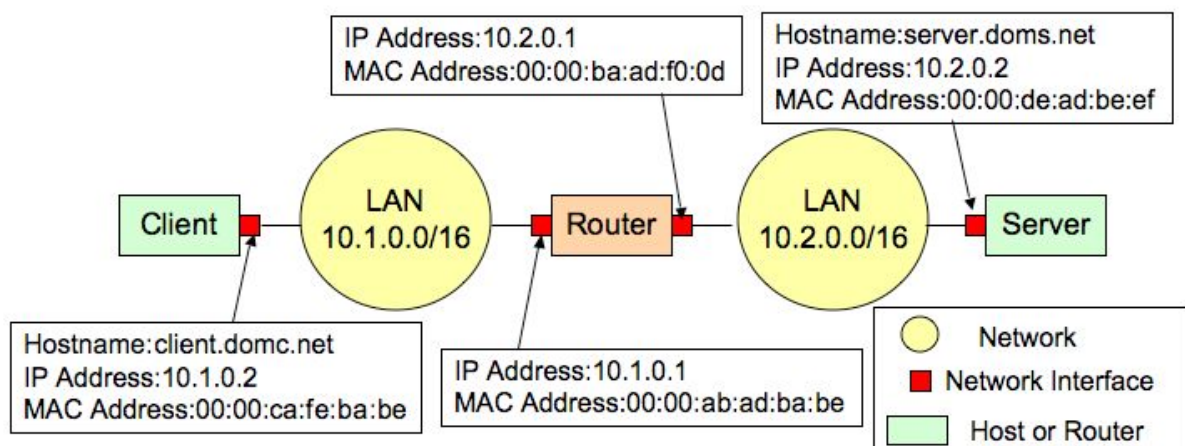 IP Address:10.2.0.1
MAC Address:00:00:ba:ad:f0:0d
Hostname:server.doms.net
IP Address:10.2.0.2
MAC Address:00:00:de:ad:be:ef
Client
LAN
10.1.0.0/16
Router
LAN
10.2.0.0/16
Server
Hostname:client.domc.net
IP Address:10.1.0.2
MAC Address:00:00:ca:fe:ba:be
IP Address:10.1.0.1
MAC Address:00:00:ab:ad:ba:be
Network
Network Interface
Host or Router